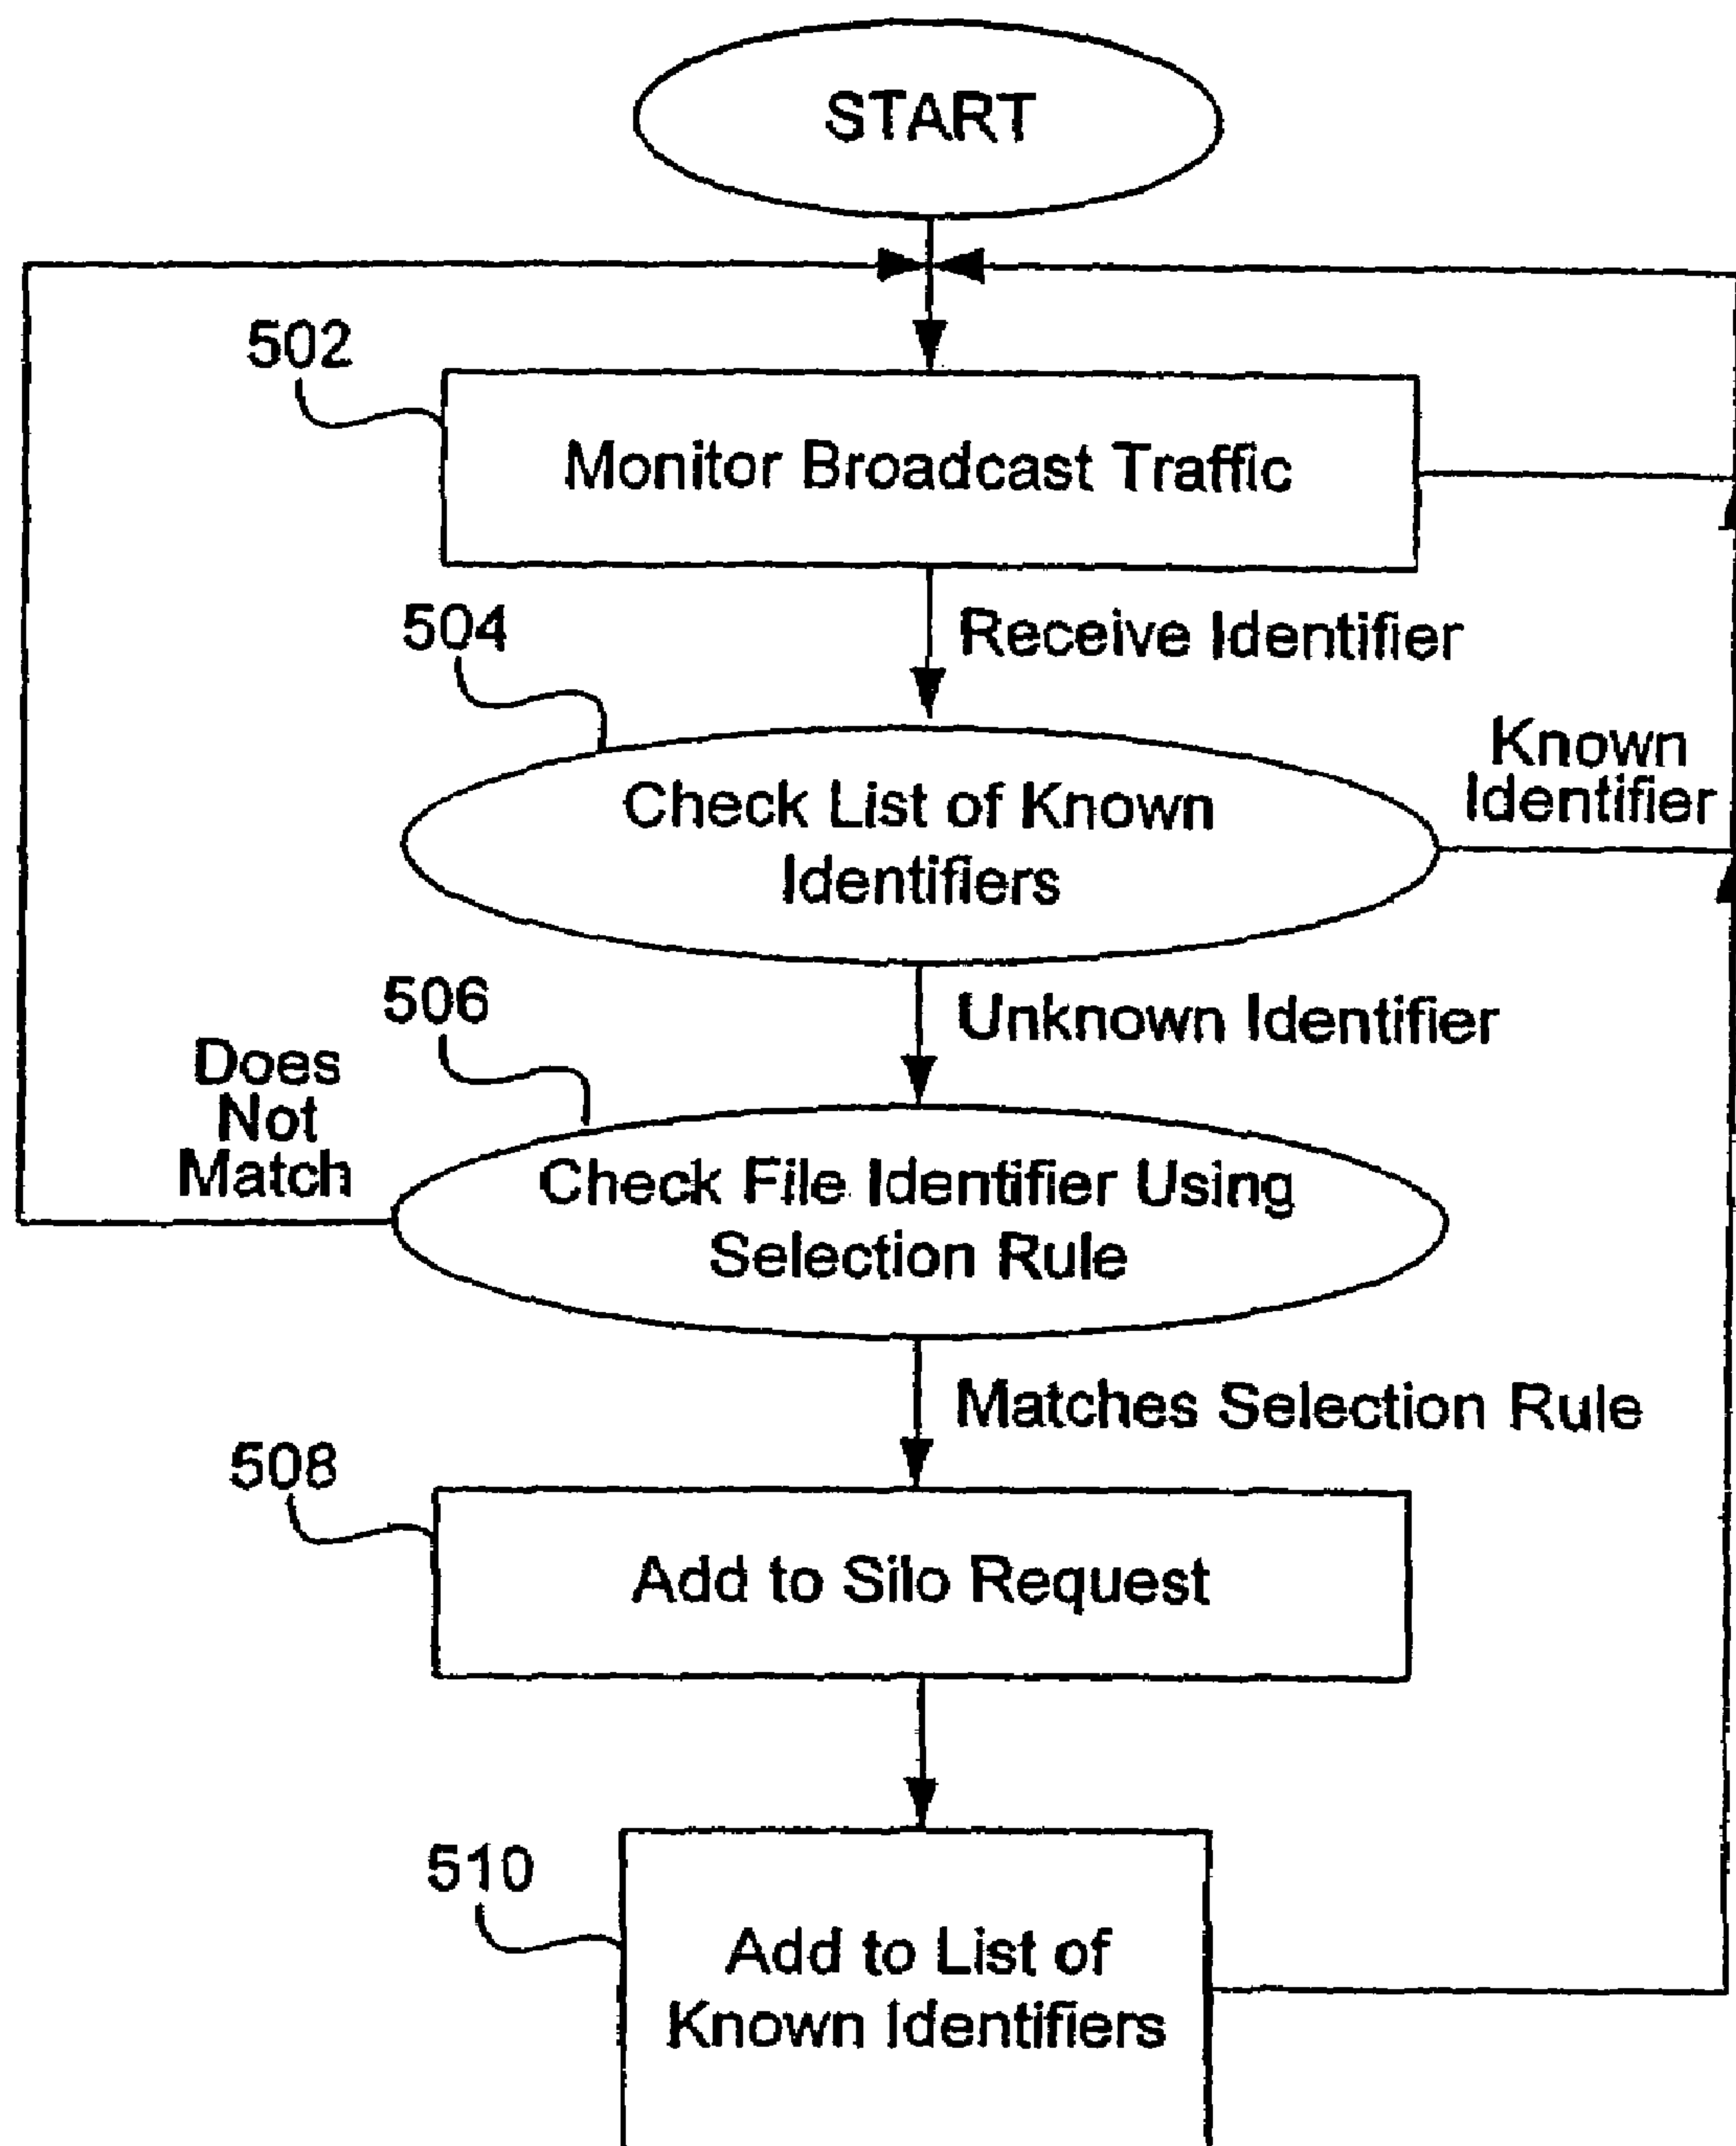 START
502
Monitor Broadcast Traffic
504
Receive Identifier
Known
Identifier
Check List of Known
Identifiers
506
Unknown Identifier
Does
Not
Match
Check File Identifier Using
Selection Rule
Matches Selection Rule
508
Add to Silo Request
510
Add to List of
Known Identifiers